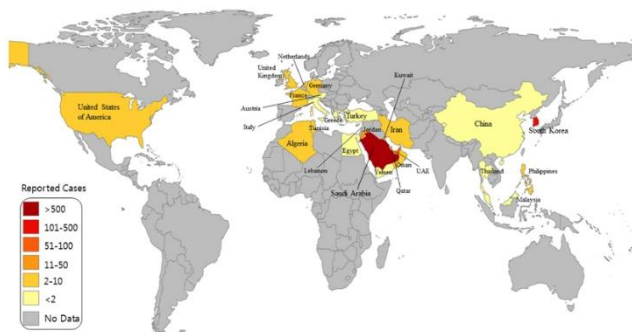 Netherlands
United
Kingdom
Germany
France
Kuwait
Austria
Italy
Greece
Turkey
United States
of America
Tunisia
Algeria
Jordan
Iran
China
South Korea
Egypt
Lebanon
Oman
UAE
Yemen
Qatar
Saudi Arabia
Thailand
Philippines
Malaysia
Reported Cases
>500
101-500
51-100
11-50
2-10
<2
No Data